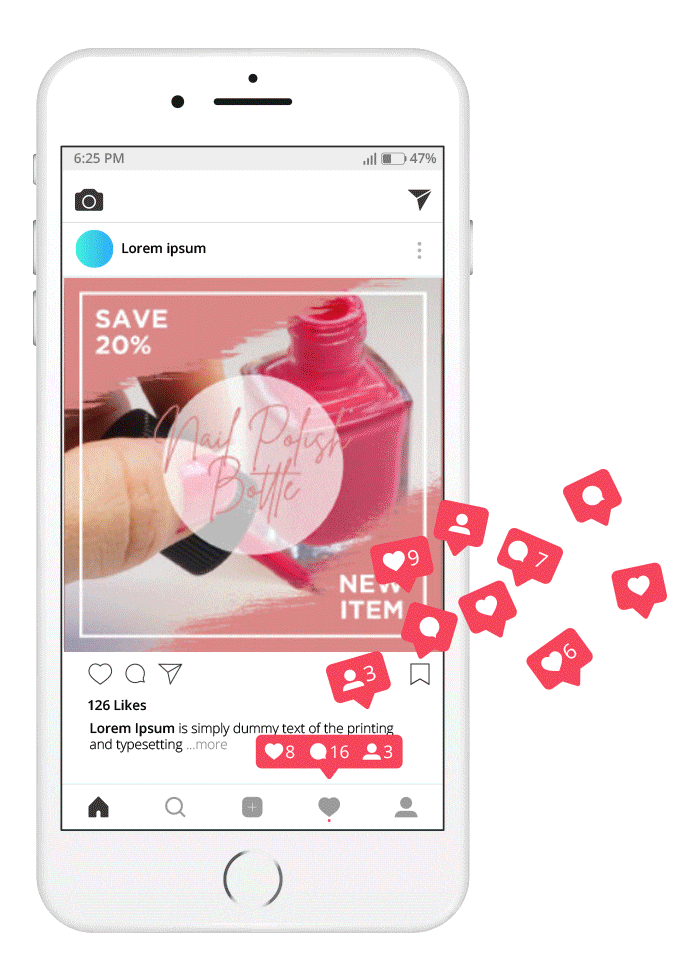 6:25 PM 47%
Lorem ipsum
SAVE
20%
Nail Polish
Bottle
9
7
NEW
ITEM
6
3
126 Likes
Lorem Ipsum is simply dummy text of the printing
and typesetting ...more
8 16 3